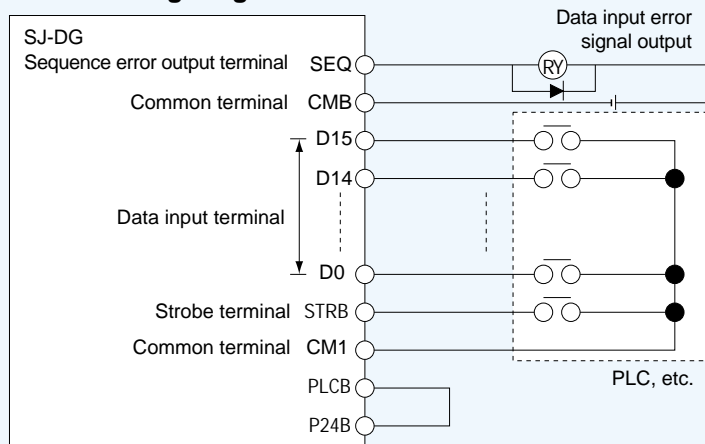 Data input error
signal output
SJ-DG
Sequence error output terminal SEQ
RY
Common terminal CMB
D15
D14
Data input terminal
D0
Strobe terminal STRB
Common terminal CM1
PLC, etc.
PLCB
P24B